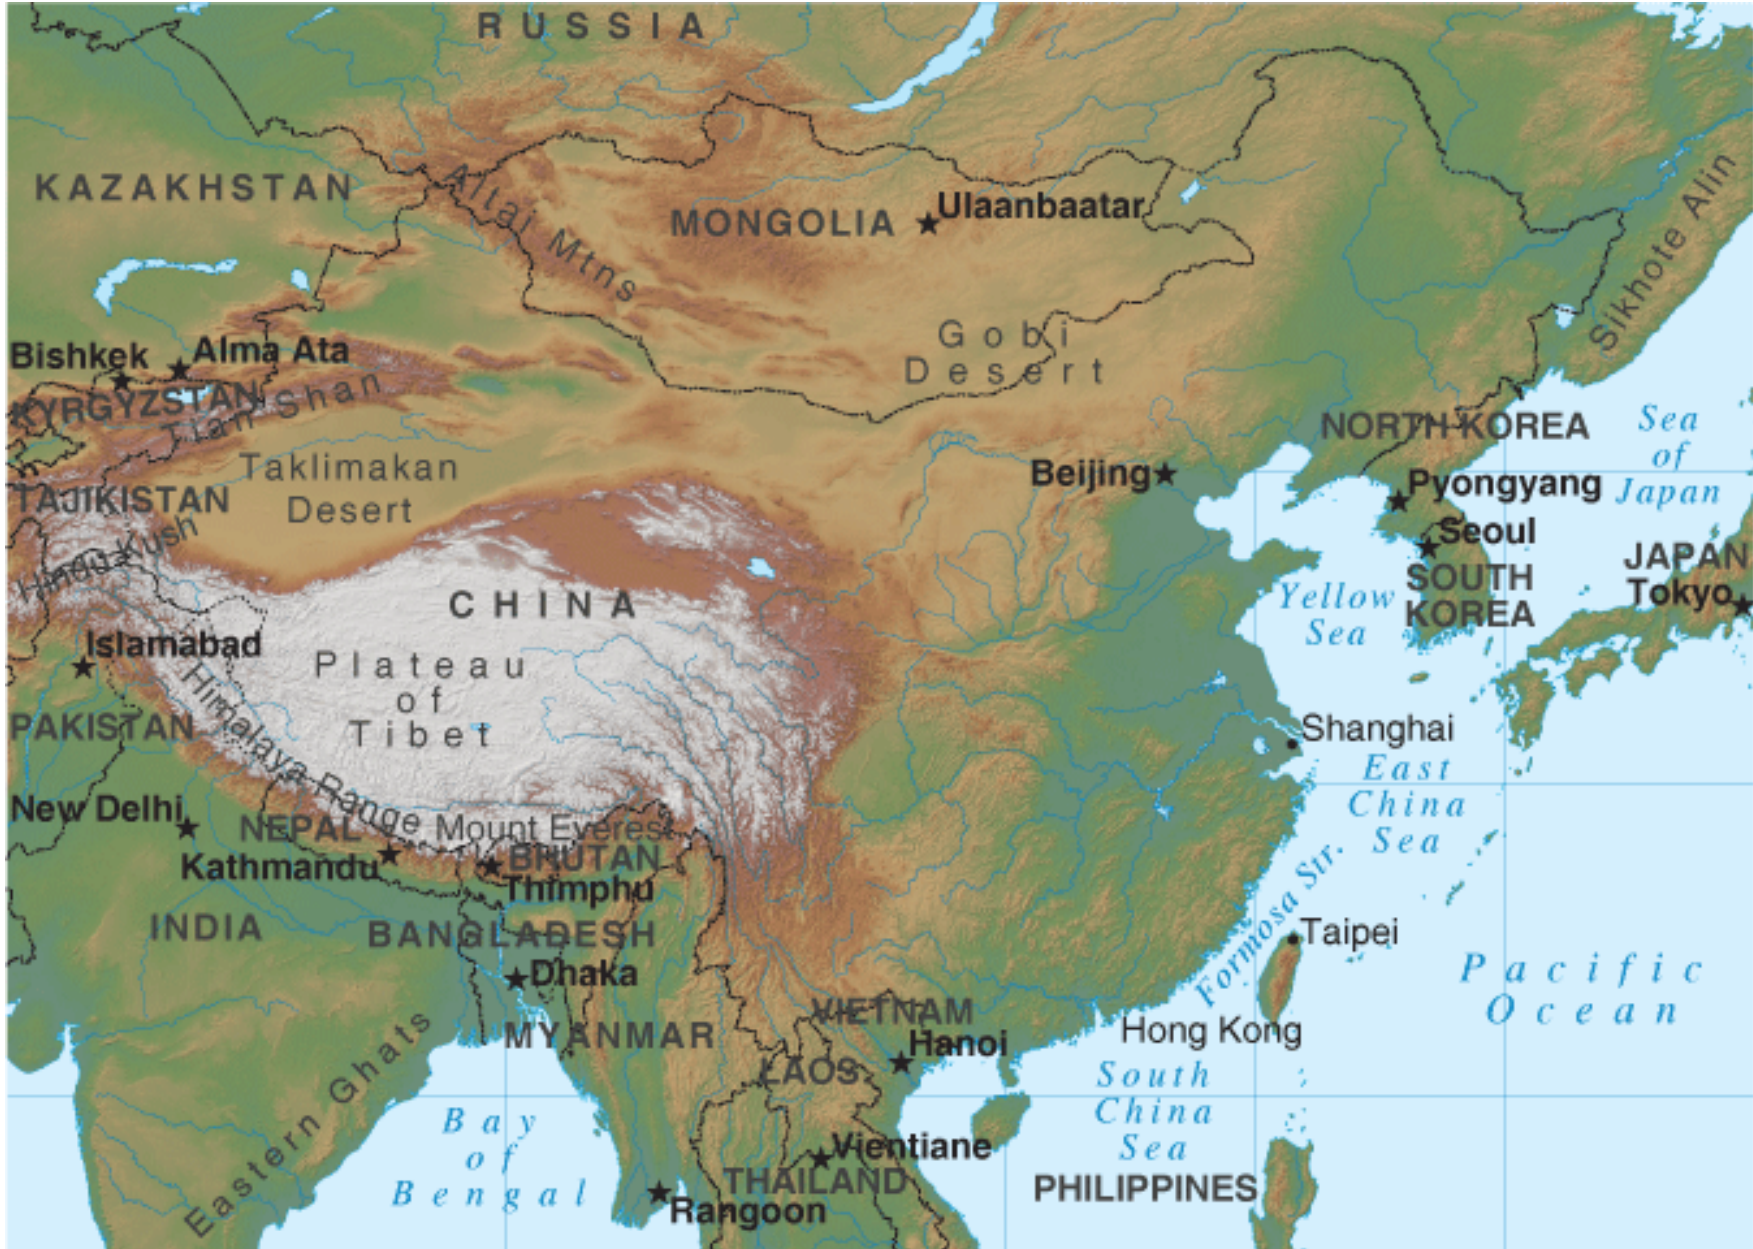 RUSSIA
KAZAKHSTAN
Altai Mtns
MONGOLIA
Ulaanbaatar
Sikhote Alin
Gobi
Desert
Bishkek
Alma Ata
KYRGYZSTAN
Tian Shan
Taklimakan
Desert
TAJIKISTAN
Hindu Kush
NORTH KOREA
Sea
of
Japan
Beijing
Pyongyang
Seoul
SOUTH
KOREA
JAPAN
Tokyo
Yellow
Sea
CHINA
Plateau
of
Tibet
Islamabad
PAKISTAN
Himalaya Range
Shanghai
East
China
Sea
New Delhi
NEPAL
Mount Everest
Kathmandu
BHUTAN
Thimphu
INDIA
BANGLADESH
Dhaka
Formosa Str.
Taipei
Pacific
Ocean
MYANMAR
VIETNAM
Hanoi
Hong Kong
LAOS
South
China
Sea
Eastern Ghats
Bay
of
Bengal
Vientiane
THAILAND
PHILIPPINES
Rangoon